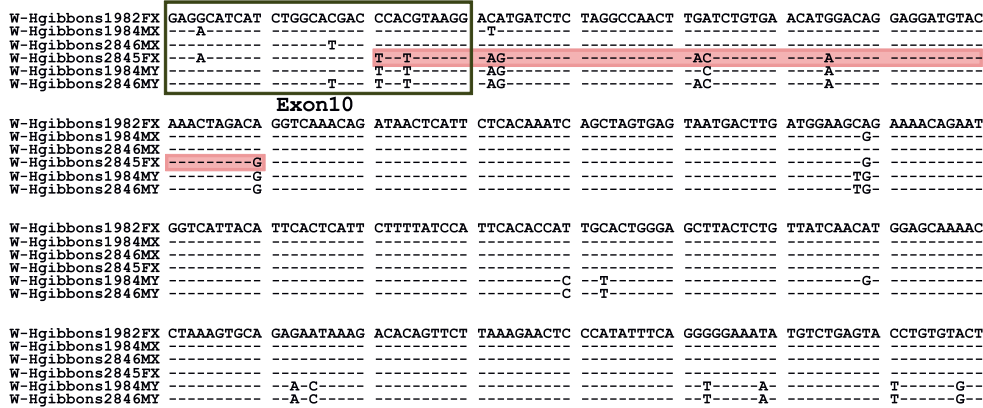 W-Hgibbons1982FX GAGGCATCAT CTGGCACGAC CCACGTAAGG ACATGATCTC TAGGCCAACT TGATCTGTGA ACATGGACAG GAGGATGTAC
W-Hgibbons1984MX ---A------ ---------- ---------- -T-------- ---------- ---------- ---------- ----------
W-Hgibbons2846MX ---------- ------T--- ---------- ---------- ---------- ---------- ---------- ----------
W-Hgibbons2845FX ---A------ ---------- T--T------ -AG------- ---------- -AC------- ----A----- ----------
W-Hgibbons1984MY ---------- ---------- T--T------ -AG------- ---------- --C------- ----A----- ----------
W-Hgibbons2846MY ---------- ------T--- T--T------ -AG------- ---------- -AC------- ----A----- ----------
Exon10
W-Hgibbons1982FX AAACTAGACA GGTCAAACAG ATAACTCATT CTCACAAATC AGCTAGTGAG TAATGACTTG ATGGAAGCAG AAAACAGAAT
W-Hgibbons1984MX ---------- ---------- ---------- ---------- ---------- ---------- --------G- ----------
W-Hgibbons2846MX ---------- ---------- ---------- ---------- ---------- ---------- ---------- ----------
W-Hgibbons2845FX ---------G ---------- ---------- ---------- ---------- ---------- --------G- ----------
W-Hgibbons1984MY ---------G ---------- ---------- ---------- ---------- ---------- -------TG- ----------
W-Hgibbons2846MY ---------G ---------- ---------- ---------- ---------- ---------- -------TG- ----------
W-Hgibbons1982FX GGTCATTACA TTCACTCATT CTTTTATCCA TTCACACCAT TGCACTGGGA GCTTACTCTG TTATCAACAT GGAGCAAAAC
W-Hgibbons1984MX ---------- ---------- ---------- ---------- ---------- ---------- ---------- ----------
W-Hgibbons2846MX ---------- ---------- ---------- ---------- ---------- ---------- ---------- ----------
W-Hgibbons2845FX ---------- ---------- ---------- ---------- ---------- ---------- ---------- ----------
W-Hgibbons1984MY ---------- ---------- ---------- ---------C --T------- ---------- --------G- ----------
W-Hgibbons2846MY ---------- ---------- ---------- ---------C --T------- ---------- ---------- ----------
W-Hgibbons1982FX CTAAAGTGCA GAGAATAAAG ACACAGTTCT TAAAGAACTC CCATATTTCA GGGGGAAATA TGTCTGAGTA CCTGTGTACT
W-Hgibbons1984MX ---------- ---------- ---------- ---------- ---------- ---------- ---------- ----------
W-Hgibbons2846MX ---------- ---------- ---------- ---------- ---------- ---------- ---------- ----------
W-Hgibbons2845FX ---------- ---------- ---------- ---------- ---------- ---------- ---------- ----------
W-Hgibbons1984MY ---------- --A-C----- ---------- ---------- ---------- --T-----A- ---------- T------G--
W-Hgibbons2846MY ---------- --A-C----- ---------- ---------- ---------- --T-----A- ---------- T------G--